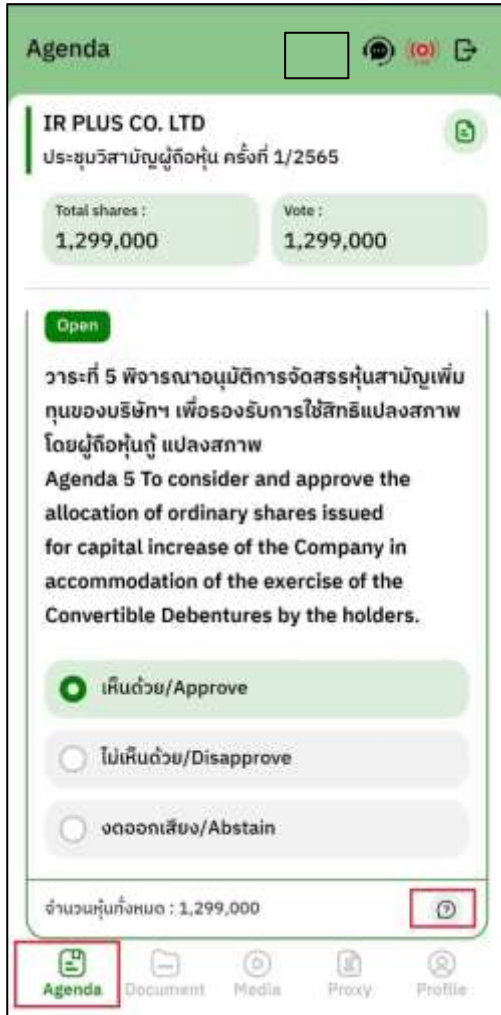 Agenda
IR PLUS CO. LTD
ประชุมวิสามัญผู้ถือหุ้น ครั้งที่ 1/2565
Total shares :
1,299,000
Vote :
1,299,000
Open
วาระที่ 5 พิจารณาอนุมัติการจัดสรรหุ้นสามัญเพิ่ม
ทุนของบริษัทฯ เพื่อรองรับการใช้สิทธิแปลงสภาพ
โดยผู้ถือหุ้นกู้ แปลงสภาพ
Agenda 5 To consider and approve the
allocation of ordinary shares issued
for capital increase of the Company in
accommodation of the exercise of the
Convertible Debentures by the holders.
เห็นด้วย/Approve
ไม่เห็นด้วย/Disapprove
งดออกเสียง/Abstain
จำนวนหุ้นทั้งหมด : 1,299,000
Agenda Document Media Proxy Profile